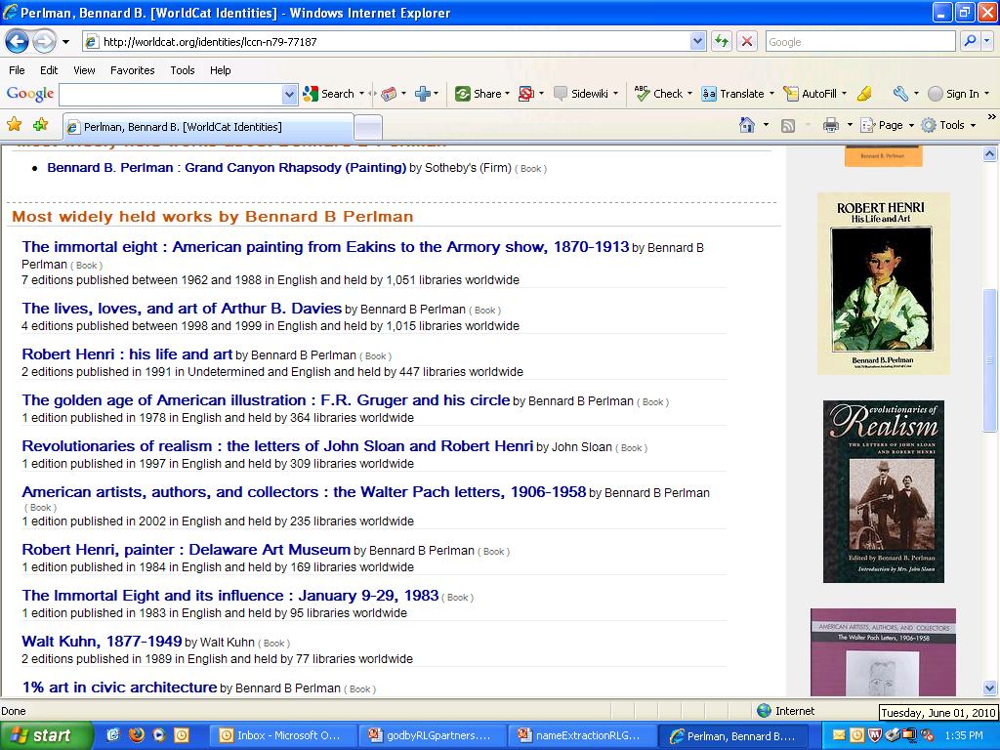 Perlman, Bennard B. [WorldCat Identities] - Windows Internet Explorer
http://worldcat.org/identities/lccn-n79-77187
Google
File Edit View Favorites Tools Help
Google Search Share Sidewiki Check Translate AutoFill Sign In
Perlman, Bennard B. [WorldCat Identities]
Page Tools
Bennard B. Perlman : Grand Canyon Rhapsody (Painting) by Sotheby's (Firm) ( Book )
Most widely held works by Bennard B Perlman
The immortal eight : American painting from Eakins to the Armory show, 1870-1913 by Bennard B
Perlman ( Book )
7 editions published between 1962 and 1988 in English and held by 1,051 libraries worldwide
The lives, loves, and art of Arthur B. Davies by Bennard B Perlman ( Book )
4 editions published between 1998 and 1999 in English and held by 1,015 libraries worldwide
Robert Henri : his life and art by Bennard B Perlman ( Book )
2 editions published in 1991 in Undetermined and English and held by 447 libraries worldwide
The golden age of American illustration : F.R. Gruger and his circle by Bennard B Perlman ( Book )
1 edition published in 1978 in English and held by 364 libraries worldwide
Revolutionaries of realism : the letters of John Sloan and Robert Henri by John Sloan ( Book )
1 edition published in 1997 in English and held by 309 libraries worldwide
American artists, authors, and collectors : the Walter Pach letters, 1906-1958 by Bennard B Perlman
( Book )
1 edition published in 2002 in English and held by 235 libraries worldwide
Robert Henri, painter : Delaware Art Museum by Bennard B Perlman ( Book )
1 edition published in 1984 in English and held by 169 libraries worldwide
The Immortal Eight and its influence : January 9-29, 1983 ( Book )
1 edition published in 1983 in English and held by 95 libraries worldwide
Walt Kuhn, 1877-1949 by Walt Kuhn ( Book )
2 editions published in 1989 in English and held by 77 libraries worldwide
1% art in civic architecture by Bennard B Perlman ( Book )
Bennard B. Perlman
ROBERT HENRI
His Life and Art
Bennard B. Perlman
Revolutionaries of
Realism
THE LETTERS OF JOHN SLOAN
AND ROBERT HENRI
Edited by Bennard B. Perlman
Introduction by Mrs. John Sloan
AMERICAN ARTISTS, AUTHORS, AND COLLECTORS
The Walter Pach Letters, 1906-1958
Done Internet
Tuesday, June 01, 2010
start Inbox - Microsoft O... godbyRLGpartners.... nameExtractionRLG... Perlman, Bennard B.... 1:35 PM